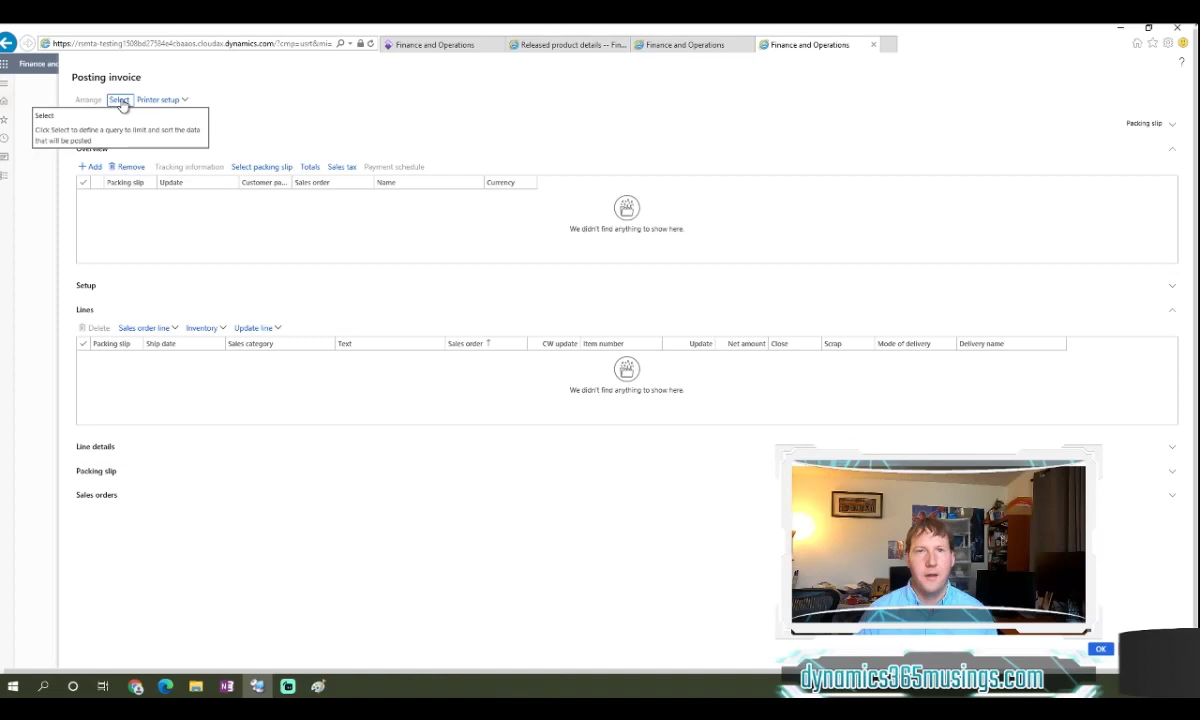 https://rsmta-testing1508bd27584e4cbaaos.cloudax.dynamics.com/?cmp=usrt&mi=
Finance and Operations
Released product details -- Fin...
Finance and Operations
Finance and Operations
Finance and
?
Posting invoice
Arrange Select Printer setup
Select
Click Select to define a query to limit and sort the data
that will be posted
Packing slip
Overview
+ Add Remove Tracking information Select packing slip Totals Sales tax Payment schedule
Packing slip Update Customer pa... Sales order Name Currency
We didn't find anything to show here.
Setup
Lines
Delete Sales order line Inventory Update line
Packing slip Ship date Sales category Text Sales order CW update Item number Update Net amount Close Scrap Mode of delivery Delivery name
We didn't find anything to show here.
Line details
Packing slip
Sales orders
OK
dynamics365musings.com